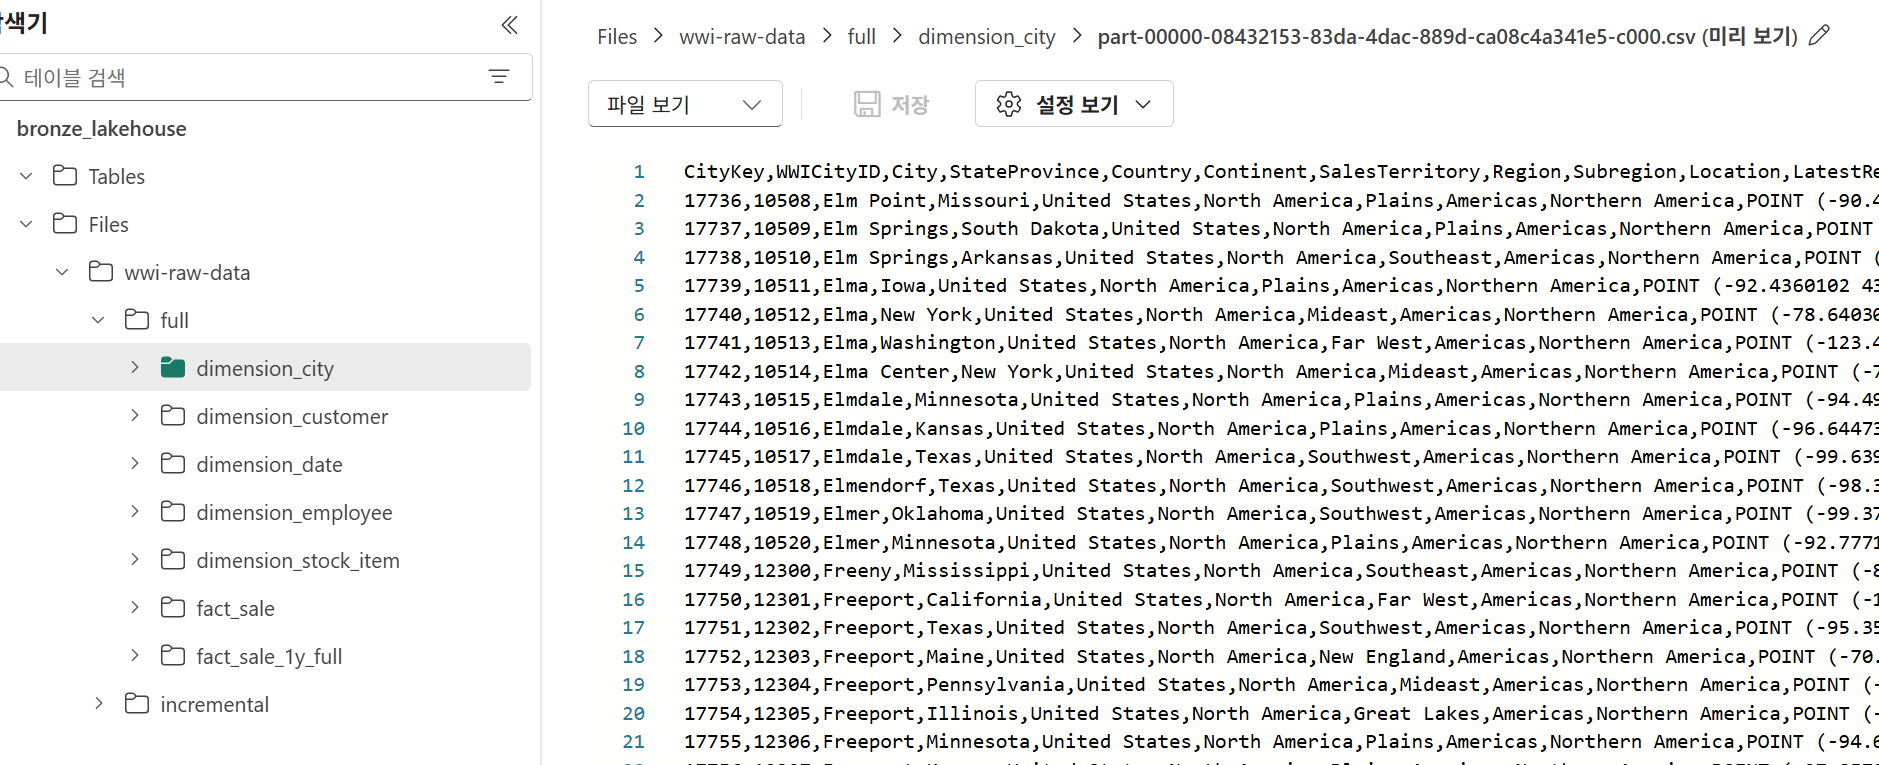 색기
테이블 검색
bronze_lakehouse
Tables
Files
wwi-raw-data
full
dimension_city
dimension_customer
dimension_date
dimension_employee
dimension_stock_item
fact_sale
fact_sale_1y_full
incremental
Files > wwi-raw-data > full > dimension_city > part-00000-08432153-83da-4dac-889d-ca08c4a341e5-c000.csv (미리 보기)
파일 보기 저장 설정 보기
1 CityKey,WWICityID,City,StateProvince,Country,Continent,SalesTerritory,Region,Subregion,Location,LatestRe
2 17736,10508,Elm Point,Missouri,United States,North America,Plains,Americas,Northern America,POINT (-90.4
3 17737,10509,Elm Springs,South Dakota,United States,North America,Plains,Americas,Northern America,POINT
4 17738,10510,Elm Springs,Arkansas,United States,North America,Southeast,Americas,Northern America,POINT (
5 17739,10511,Elma,Iowa,United States,North America,Plains,Americas,Northern America,POINT (-92.4360102 43
6 17740,10512,Elma,New York,United States,North America,Mideast,Americas,Northern America,POINT (-78.64030
7 17741,10513,Elma,Washington,United States,North America,Far West,Americas,Northern America,POINT (-123.4
8 17742,10514,Elma Center,New York,United States,North America,Mideast,Americas,Northern America,POINT (-7
9 17743,10515,Elmdale,Minnesota,United States,North America,Plains,Americas,Northern America,POINT (-94.49
10 17744,10516,Elmdale,Kansas,United States,North America,Plains,Americas,Northern America,POINT (-96.64473
11 17745,10517,Elmdale,Texas,United States,North America,Southwest,Americas,Northern America,POINT (-99.639
12 17746,10518,Elmendorf,Texas,United States,North America,Southwest,Americas,Northern America,POINT (-98.3
13 17747,10519,Elmer,Oklahoma,United States,North America,Southwest,Americas,Northern America,POINT (-99.37
14 17748,10520,Elmer,Minnesota,United States,North America,Plains,Americas,Northern America,POINT (-92.7771
15 17749,12300,Freeny,Mississippi,United States,North America,Southeast,Americas,Northern America,POINT (-8
16 17750,12301,Freeport,California,United States,North America,Far West,Americas,Northern America,POINT (-1
17 17751,12302,Freeport,Texas,United States,North America,Southwest,Americas,Northern America,POINT (-95.35
18 17752,12303,Freeport,Maine,United States,North America,New England,Americas,Northern America,POINT (-70.
19 17753,12304,Freeport,Pennsylvania,United States,North America,Mideast,Americas,Northern America,POINT (-
20 17754,12305,Freeport,Illinois,United States,North America,Great Lakes,Americas,Northern America,POINT (-
21 17755,12306,Freeport,Minnesota,United States,North America,Plains,Americas,Northern America,POINT (-94.6